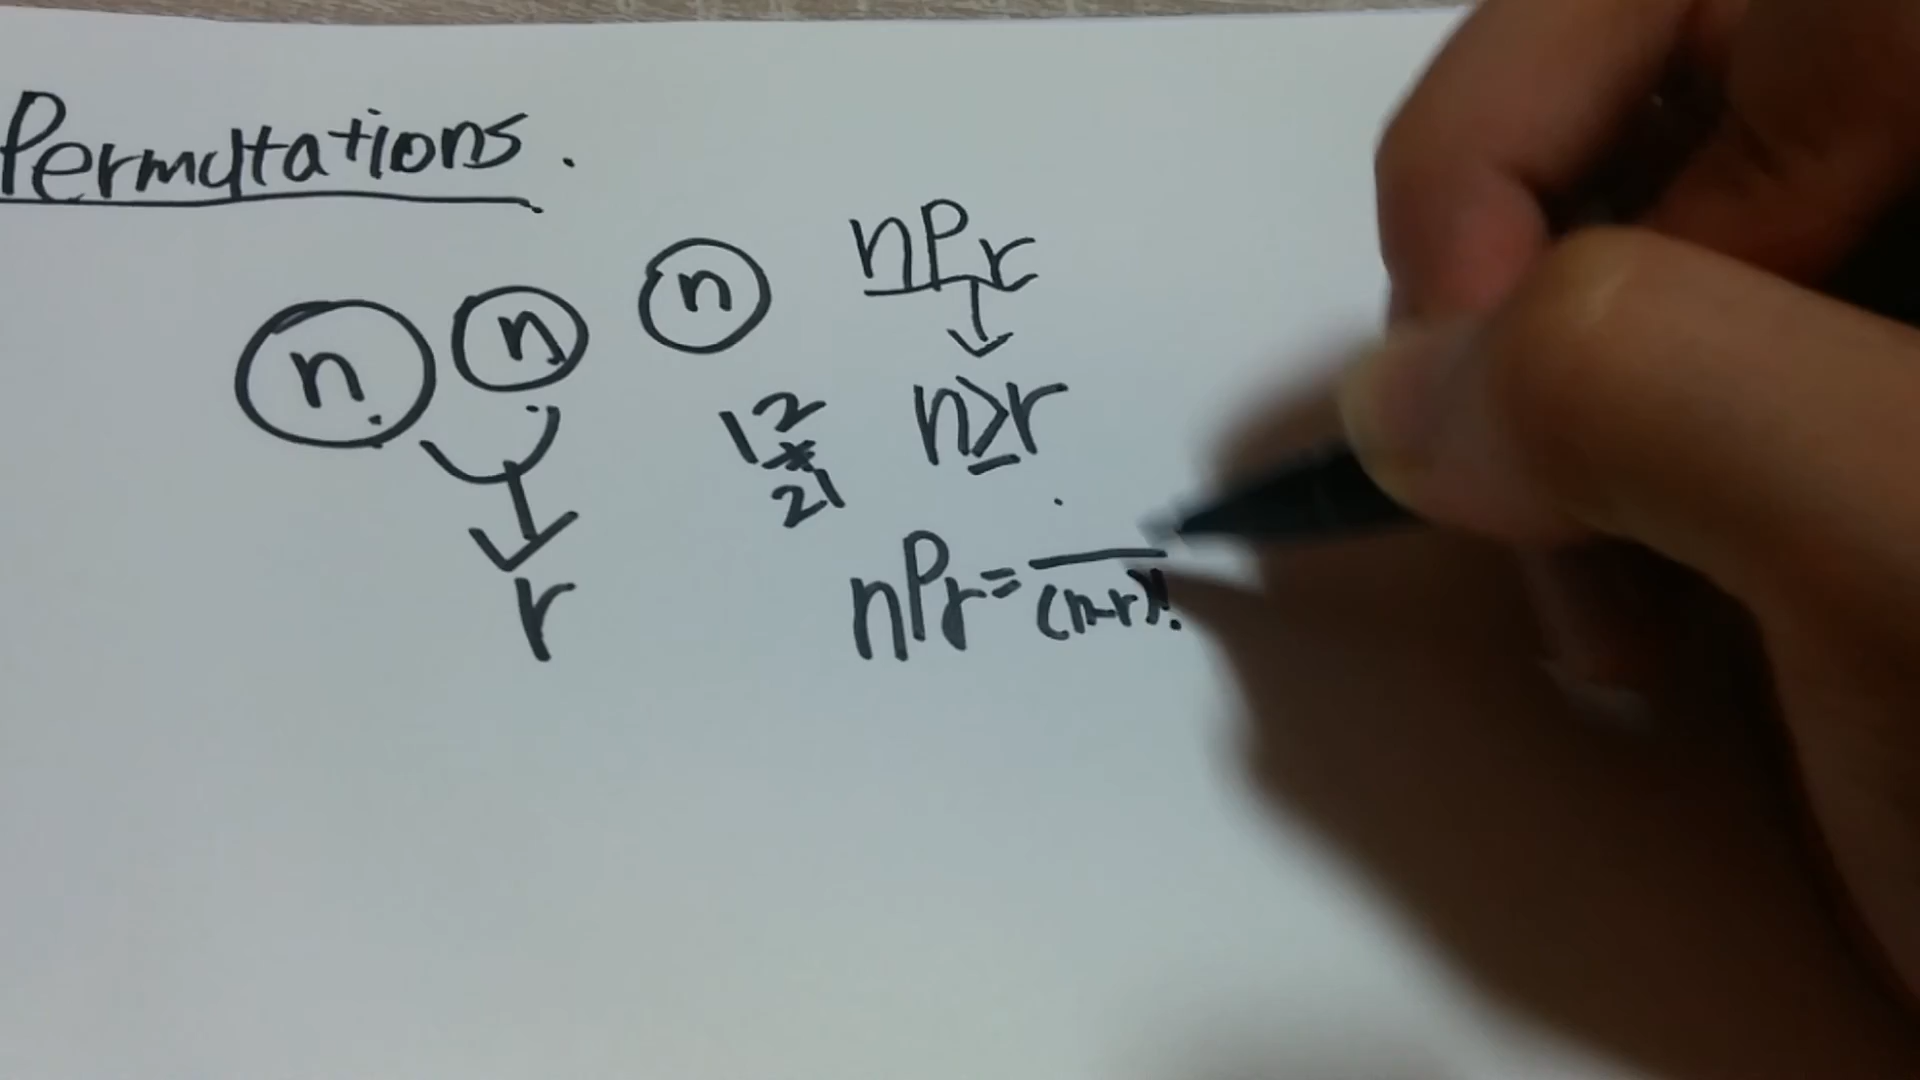 Permutations.
n n n
nPr
n≥r
12
*
21
r
nPr = /(n-r)!